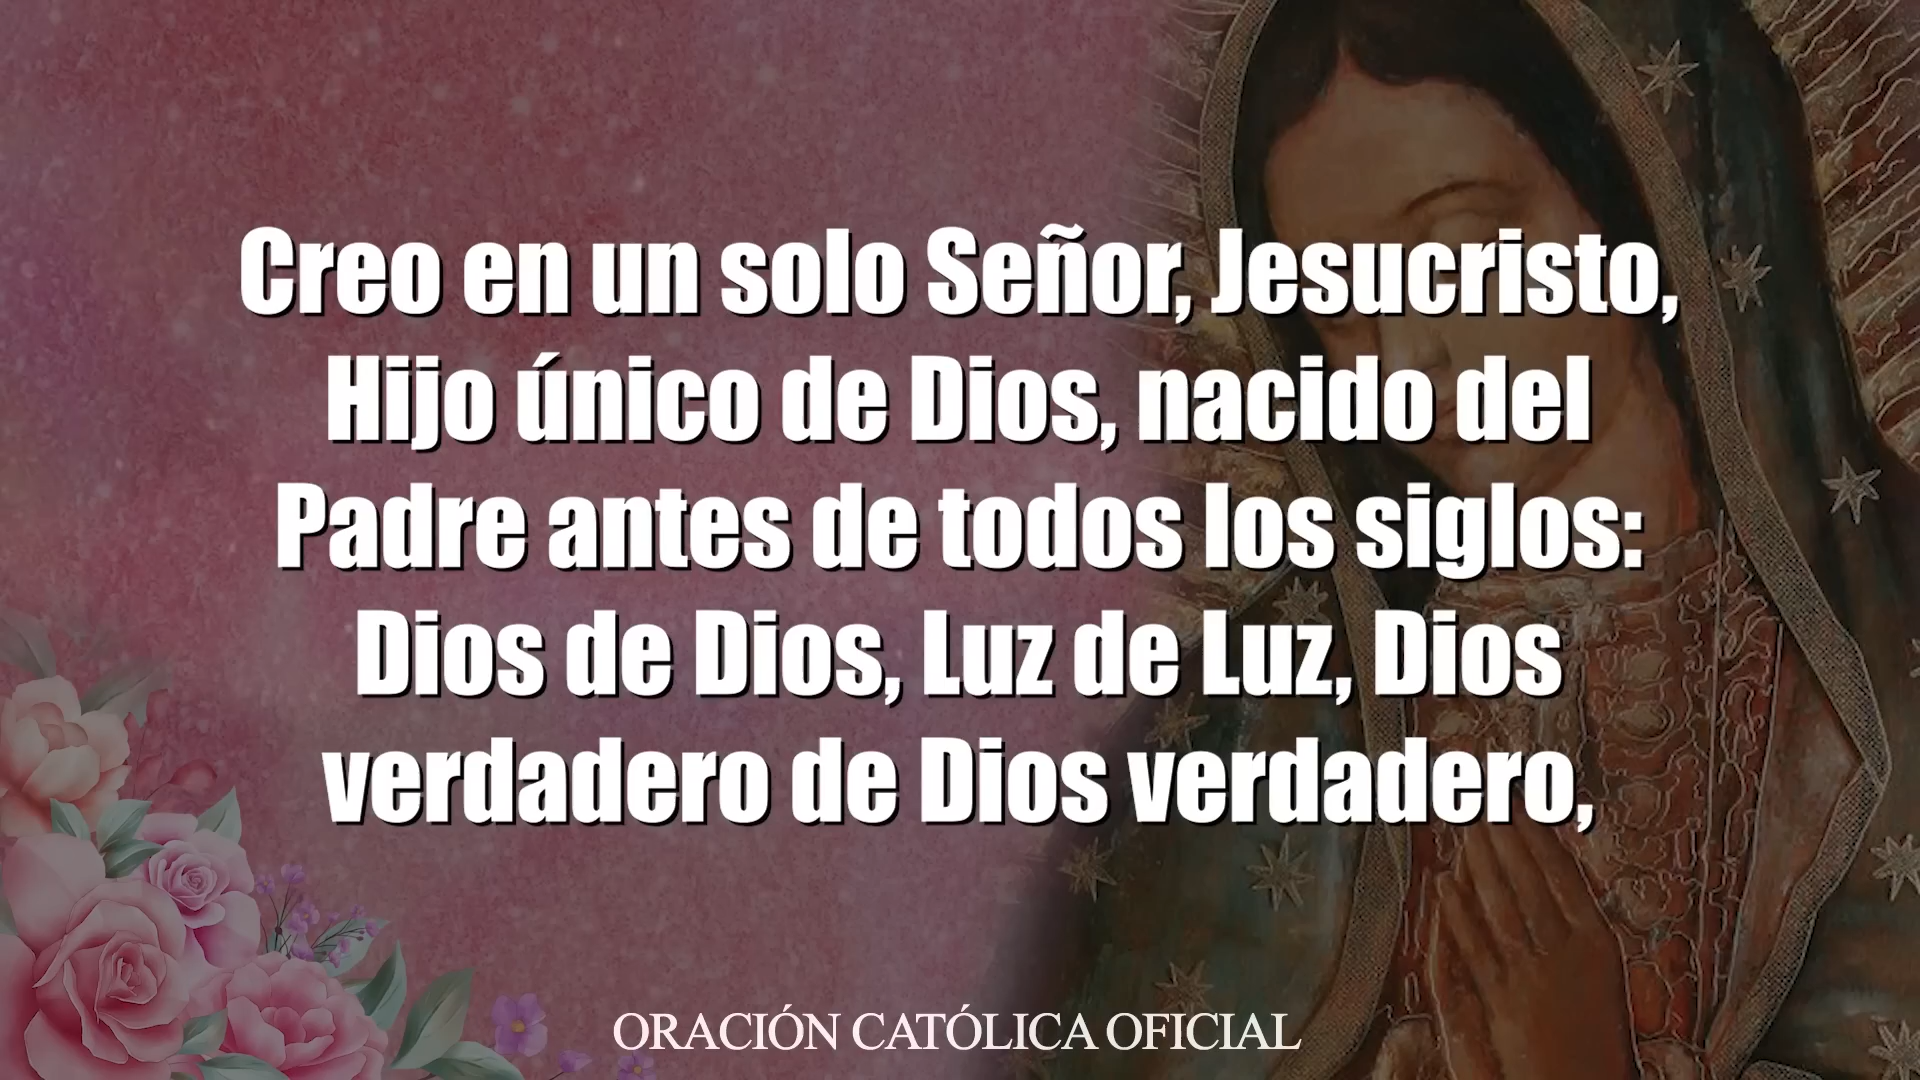 Creo en un solo Señor, Jesucristo,
Hijo único de Dios, nacido del
Padre antes de todos los siglos:
Dios de Dios, Luz de Luz, Dios
verdadero de Dios verdadero,
ORACIÓN CATÓLICA OFICIAL